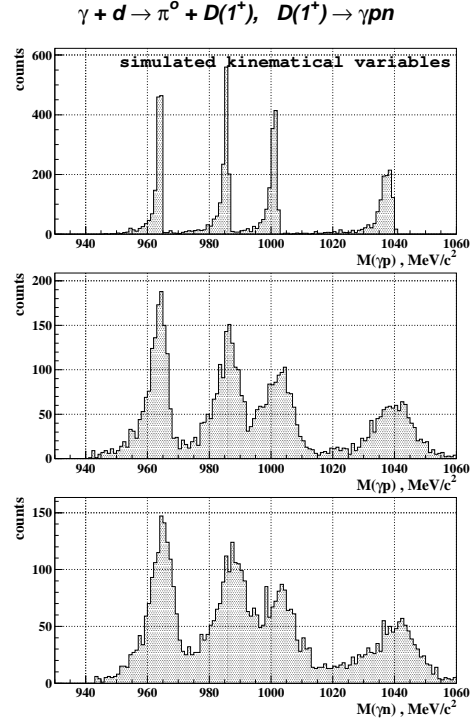 γ + d → πᵒ + D(1⁺), D(1⁺) → γpn
simulated kinematical variables
counts
600
400
200
0
940 960 980 1000 1020 1040 1060
M(γp) , MeV/c²
counts
200
150
100
50
0
940 960 980 1000 1020 1040 1060
M(γp) , MeV/c²
counts
150
100
50
0
940 960 980 1000 1020 1040 1060
M(γn) , MeV/c²